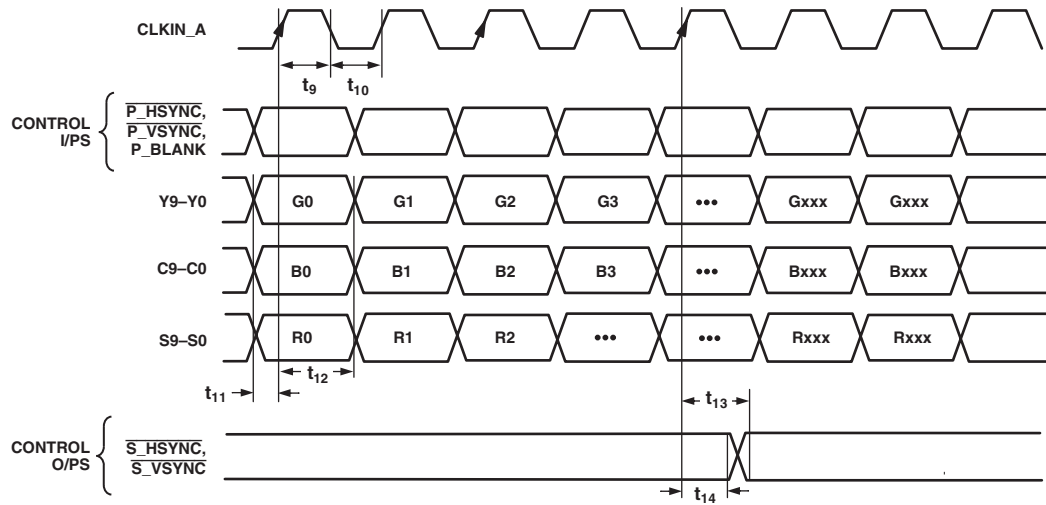 CLKIN_A
t9 t10
CONTROL I/PS
P_HSYNC,
P_VSYNC,
P_BLANK
Y9–Y0 G0 G1 G2 G3 ••• Gxxx Gxxx
C9–C0 B0 B1 B2 B3 ••• Bxxx Bxxx
S9–S0 R0 R1 R2 ••• ••• Rxxx Rxxx
t11 t12
t13
CONTROL O/PS
S_HSYNC,
S_VSYNC
t14